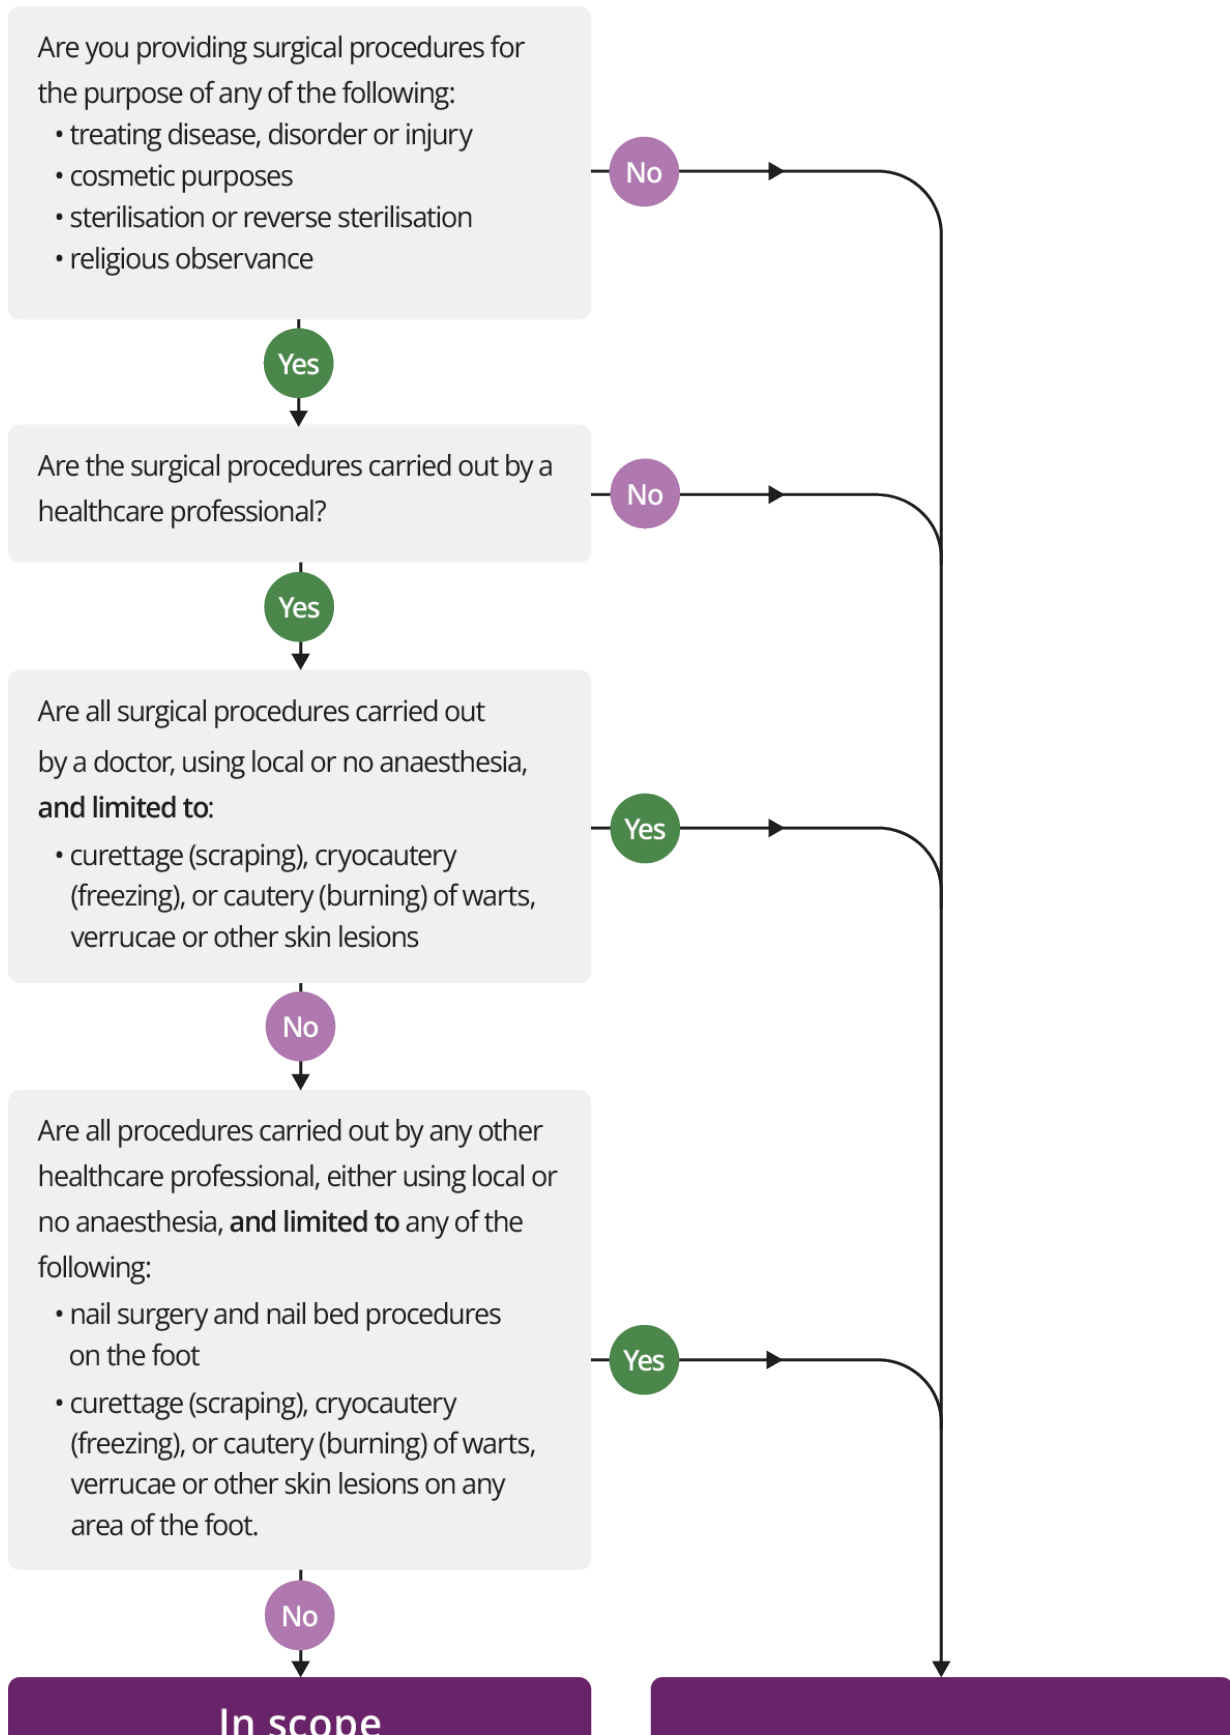 Are you providing surgical procedures for
the purpose of any of the following:
• treating disease, disorder or injury
• cosmetic purposes
• sterilisation or reverse sterilisation
• religious observance
No
Yes
Are the surgical procedures carried out by a
healthcare professional?
No
Yes
Are all surgical procedures carried out
by a doctor, using local or no anaesthesia,
and limited to:
• curettage (scraping), cryocautery
(freezing), or cautery (burning) of warts,
verrucae or other skin lesions
Yes
No
Are all procedures carried out by any other
healthcare professional, either using local or
no anaesthesia, and limited to any of the
following:
• nail surgery and nail bed procedures
on the foot
• curettage (scraping), cryocautery
(freezing), or cautery (burning) of warts,
verrucae or other skin lesions on any
area of the foot.
Yes
No
In scope